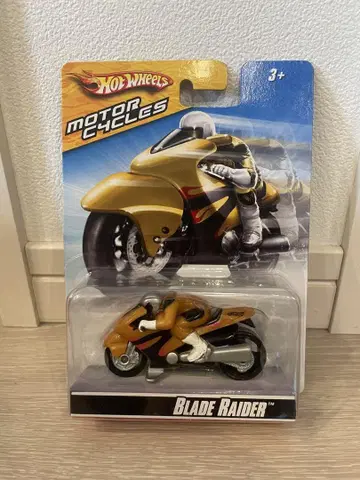 HOT WHEELS
3+
MOTOR
CYCLES
BLADE RAIDER™